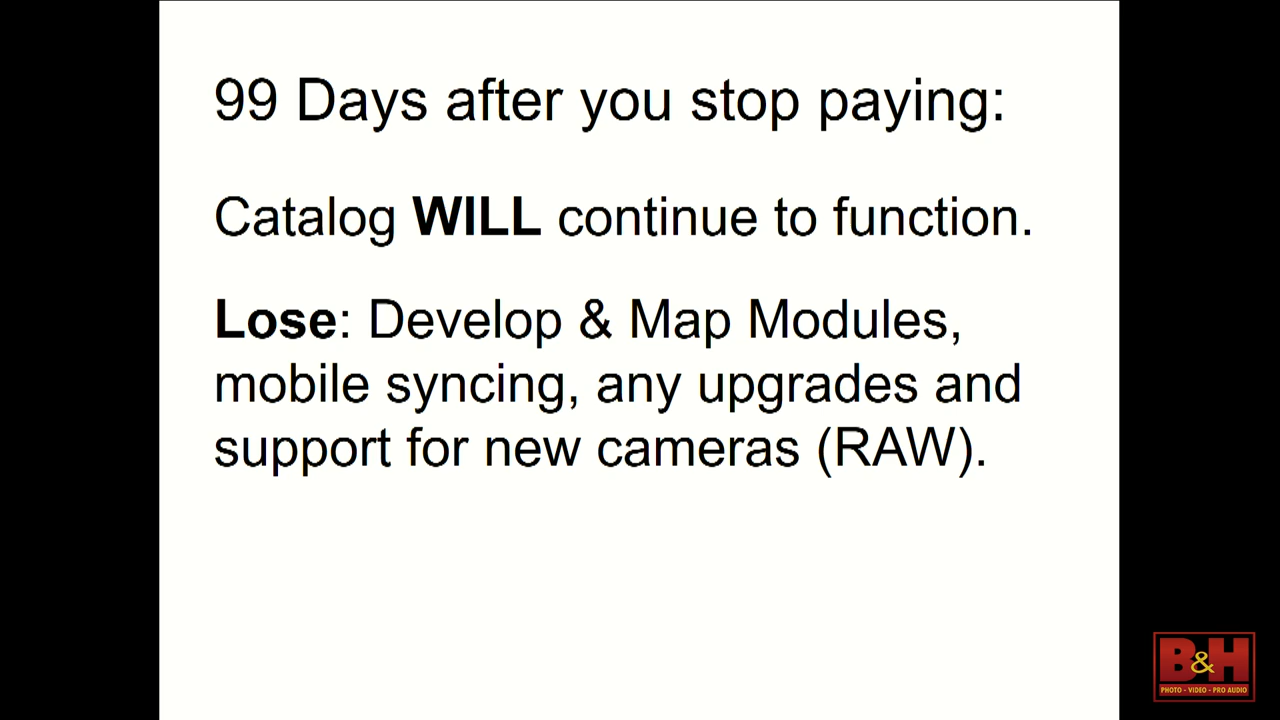 99 Days after you stop paying:
Catalog WILL continue to function.
Lose: Develop & Map Modules,
mobile syncing, any upgrades and
support for new cameras (RAW).
B&H
PHOTO - VIDEO - PRO AUDIO